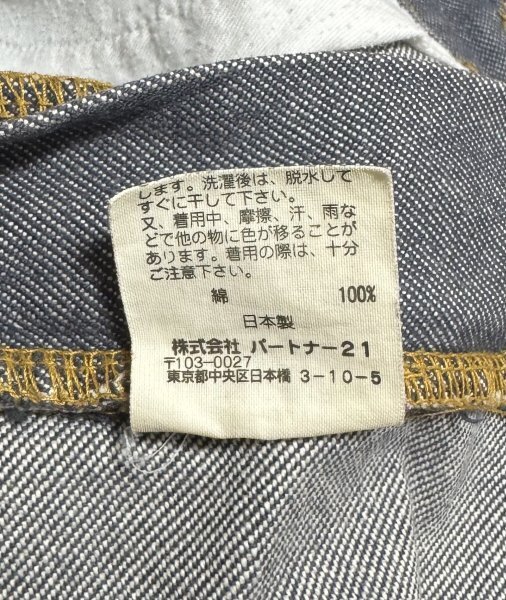 します。洗濯後は、脱水して
すぐに干して下さい。
又、着用中、摩擦、汗、雨な
どで他の物に色が移ることが
あります。着用の際は、十分
ご注意下さい。
綿 100%
日本製
株式会社 パートナー21
〒103-0027
東京都中央区日本橋 3-10-5